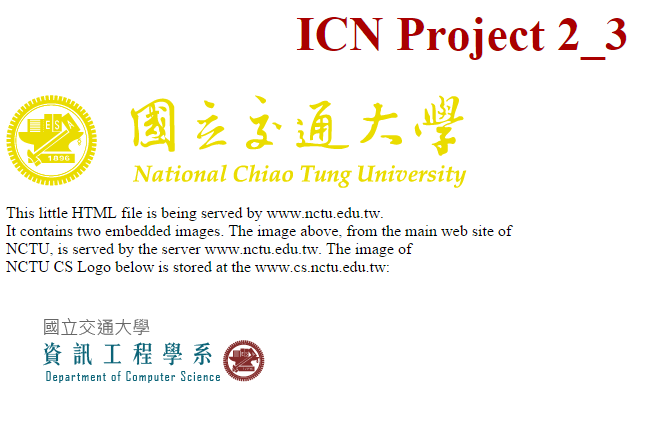 ICN Project 2_3
國立交通大學
ES
1896
National Chiao Tung University
This little HTML file is being served by www.nctu.edu.tw.
It contains two embedded images. The image above, from the main web site of
NCTU, is served by the server www.nctu.edu.tw. The image of
NCTU CS Logo below is stored at the www.cs.nctu.edu.tw:
國立交通大學
資訊工程學系
Department of Computer Science